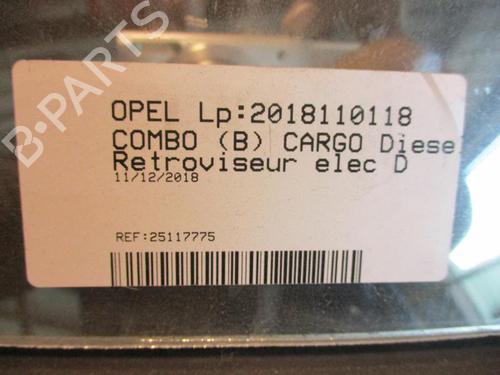 B-PARTS
OPEL Lp:2018110118
COMBO (B) CARGO Diese
Retroviseur elec D
11/12/2018
REF:25117775